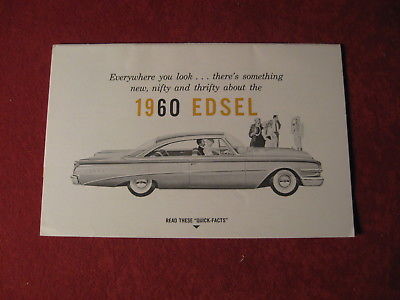 Everywhere you look . . . there's something
new, nifty and thrifty about the
1960 EDSEL
READ THESE "QUICK-FACTS"